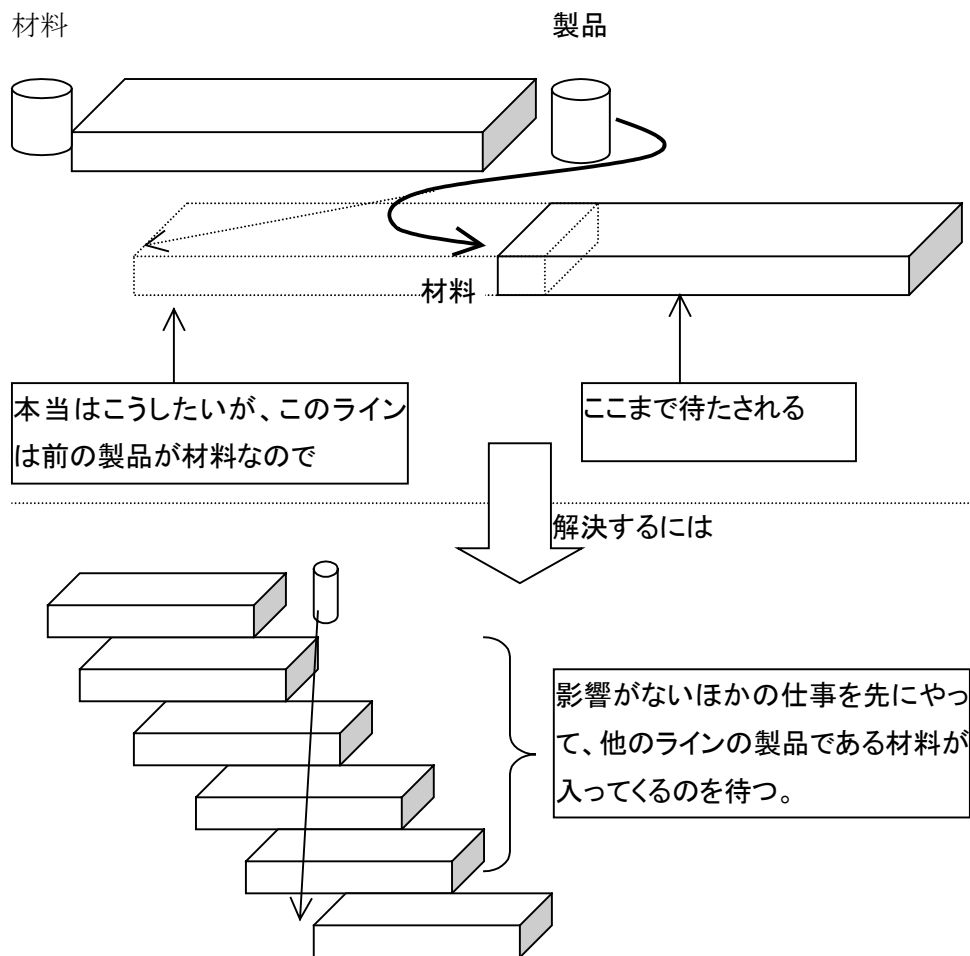 材料
製品
材料
本当はこうしたいが、このライン
は前の製品が材料なので
ここまで待たされる
解決するには
影響がないほかの仕事を先にやっ
て、他のラインの製品である材料が
入ってくるのを待つ。